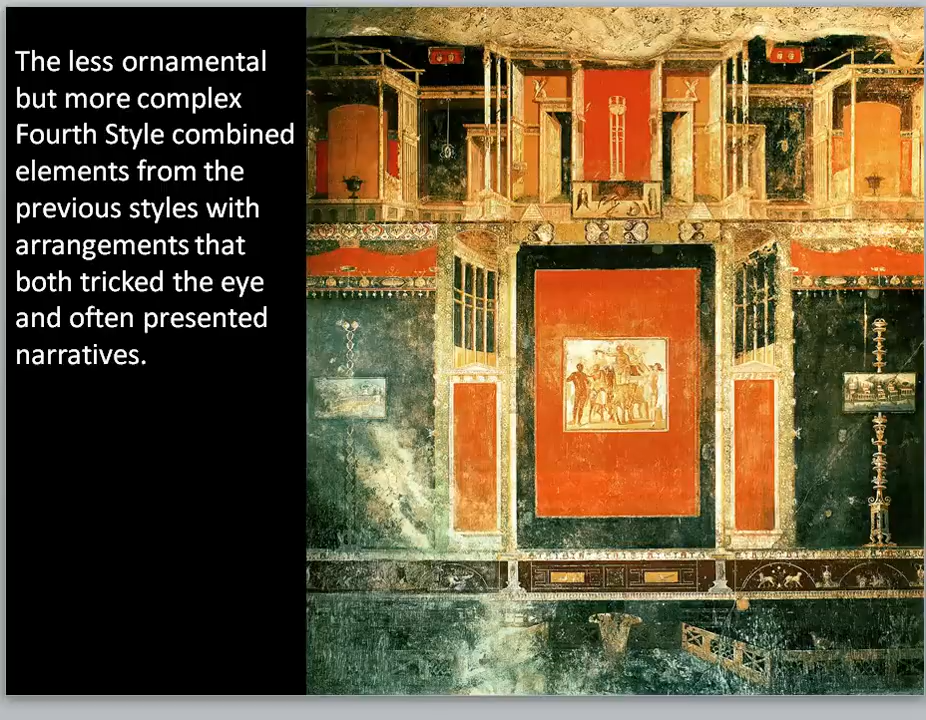 The less ornamental
but more complex
Fourth Style combined
elements from the
previous styles with
arrangements that
both tricked the eye
and often presented
narratives.